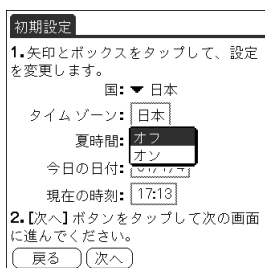 初期設定
1.矢印とボックスをタップして、設定
を変更します。
国: 日本
タイム ゾーン: 日本
夏時間: オフ
オン
今日の日付:
現在の時刻: 17:13
2.[次へ] ボタンをタップして次の画面
に進んでください。
戻る 次へ